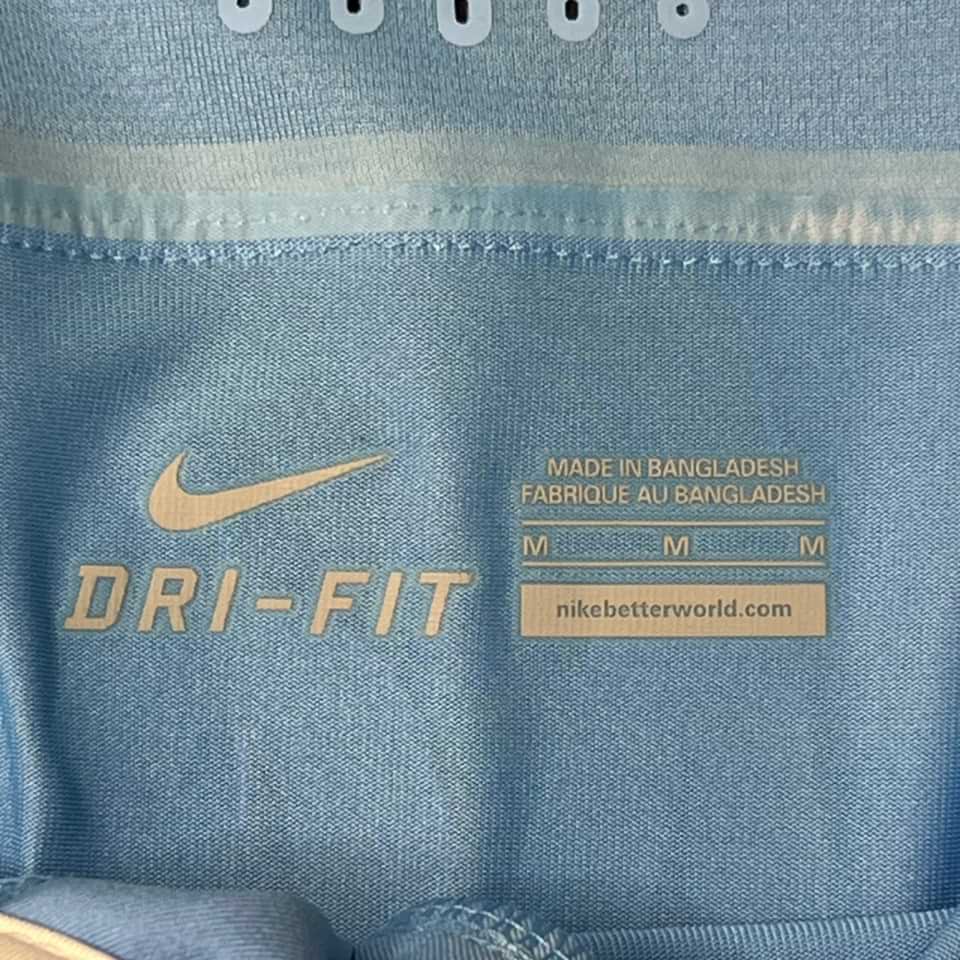 DRI-FIT
MADE IN BANGLADESH
FABRIQUE AU BANGLADESH
M M M
nikebetterworld.com